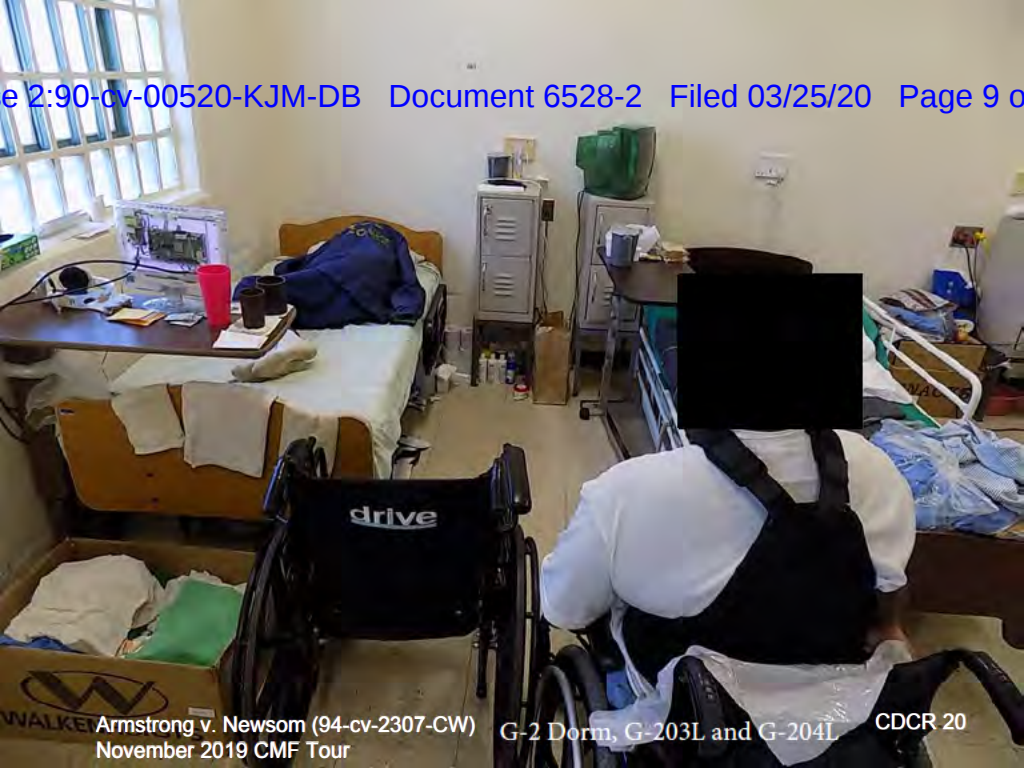 e 2:90-cv-00520-KJM-DB Document 6528-2 Filed 03/25/20 Page 9 o
drive
W
WALKEN
Armstrong v. Newsom (94-cv-2307-CW)
November 2019 CMF Tour
G-2 Dorm, G-203L and G-204L
CDCR 20